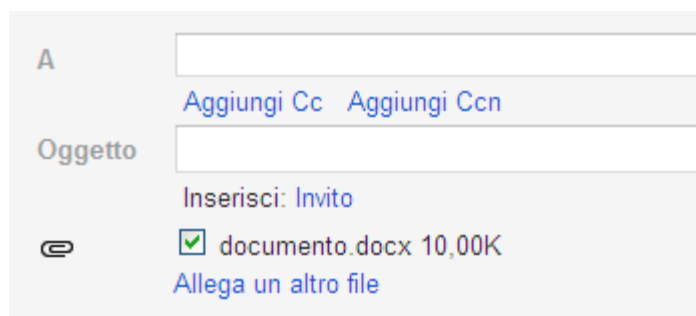 A
Aggiungi Cc Aggiungi Ccn
Oggetto
Inserisci: Invito
documento.docx 10,00K
Allega un altro file